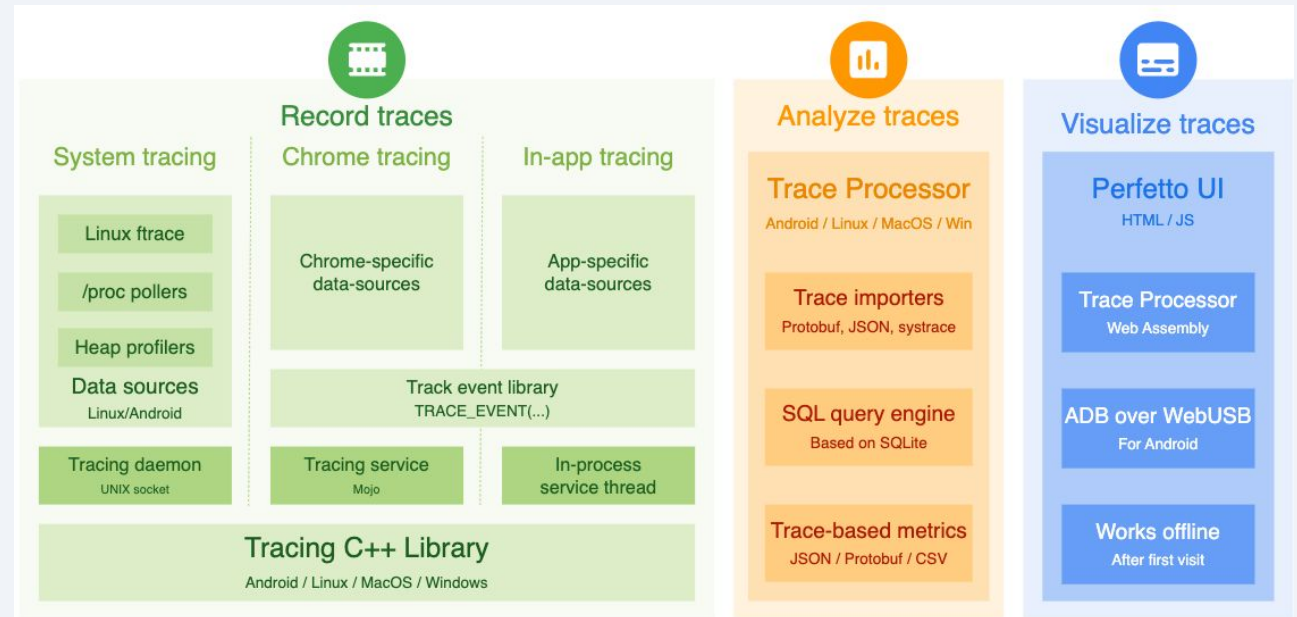 Record traces
System tracing
Linux ftrace
/proc pollers
Heap profilers
Data sources
Linux/Android
Tracing daemon
UNIX socket
Chrome tracing
Chrome-specific
data-sources
In-app tracing
App-specific
data-sources
Track event library
TRACE_EVENT(...)
Tracing service
Mojo
In-process
service thread
Tracing C++ Library
Android / Linux / MacOS / Windows
Analyze traces
Trace Processor
Android / Linux / MacOS / Win
Trace importers
Protobuf, JSON, systrace
SQL query engine
Based on SQLite
Trace-based metrics
JSON / Protobuf / CSV
Visualize traces
Perfetto UI
HTML / JS
Trace Processor
Web Assembly
ADB over WebUSB
For Android
Works offline
After first visit